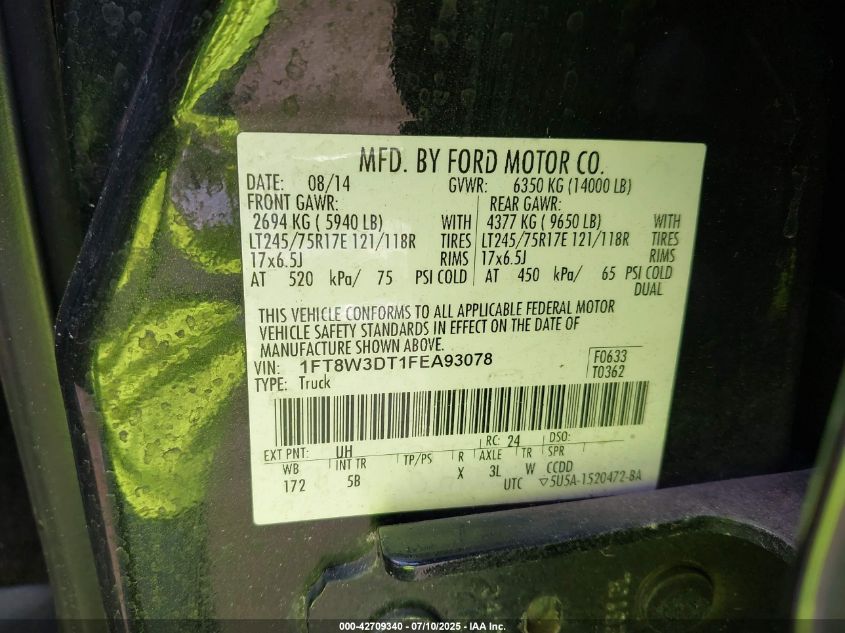 MFD. BY FORD MOTOR CO.
DATE: 08/14 GVWR: 6350 KG (14000 LB)
FRONT GAWR: REAR GAWR:
2694 KG ( 5940 LB) WITH 4377 KG ( 9650 LB) WITH
LT245/75R17E 121/118R TIRES LT245/75R17E 121/118R TIRES
17x6.5J RIMS 17x6.5J RIMS
AT 520 kPa/ 75 PSI COLD AT 450 kPa/ 65 PSI COLD
DUAL
THIS VEHICLE CONFORMS TO ALL APPLICABLE FEDERAL MOTOR
VEHICLE SAFETY STANDARDS IN EFFECT ON THE DATE OF
MANUFACTURE SHOWN ABOVE.
VIN: 1FT8W3DT1FEA93078 F0633
TYPE: Truck T0362
EXT PNT: UH RC: 24 DSO:
WB INT TR TP/PS R AXLE TR SPR
172 5B X 3L W CCDD
UTC ▽5U5A-1520472-BA
000-42709340 - 07/10/2025 - IAA Inc.